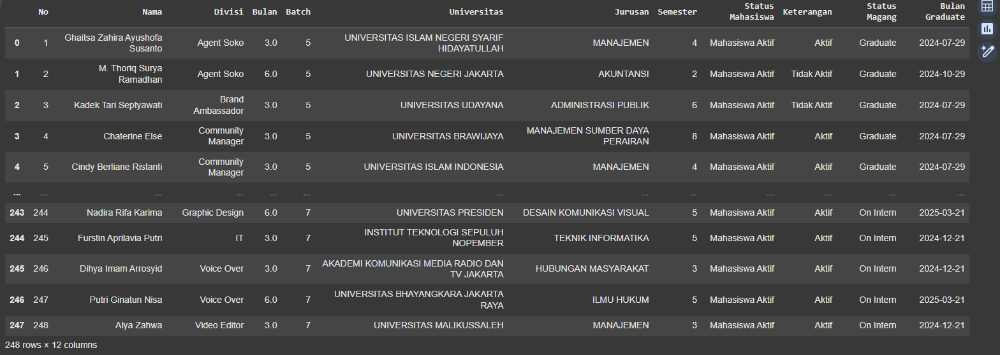 No Nama Divisi Bulan Batch Universitas Jurusan Semester Status Mahasiswa Keterangan Status Magang Bulan Graduate
0 1 Ghaitsa Zahira Ayushofa Susanto Agent Soko 3.0 5 UNIVERSITAS ISLAM NEGERI SYARIF HIDAYATULLAH MANAJEMEN 4 Mahasiswa Aktif Aktif Graduate 2024-07-29
1 2 M. Thoriq Surya Ramadhan Agent Soko 6.0 5 UNIVERSITAS NEGERI JAKARTA AKUNTANSI 2 Mahasiswa Aktif Tidak Aktif Graduate 2024-10-29
2 3 Kadek Tari Septyawati Brand Ambassador 3.0 5 UNIVERSITAS UDAYANA ADMINISTRASI PUBLIK 6 Mahasiswa Aktif Tidak Aktif Graduate 2024-07-29
3 4 Chaterine Else Community Manager 3.0 5 UNIVERSITAS BRAWIJAYA MANAJEMEN SUMBER DAYA PERAIRAN 8 Mahasiswa Aktif Aktif Graduate 2024-07-29
4 5 Cindy Berliane Ristanti Community Manager 3.0 5 UNIVERSITAS ISLAM INDONESIA MANAJEMEN 4 Mahasiswa Aktif Aktif Graduate 2024-07-29
... ... ... ... ... ... ... ... ... ... ... ... ...
243 244 Nadira Rifa Karima Graphic Design 6.0 7 UNIVERSITAS PRESIDEN DESAIN KOMUNIKASI VISUAL 5 Mahasiswa Aktif Aktif On Intern 2025-03-21
244 245 Furstin Aprilavia Putri IT 3.0 7 INSTITUT TEKNOLOGI SEPULUH NOPEMBER TEKNIK INFORMATIKA 5 Mahasiswa Aktif Aktif On Intern 2024-12-21
245 246 Dihya Imam Arrosyid Voice Over 3.0 7 AKADEMI KOMUNIKASI MEDIA RADIO DAN TV JAKARTA HUBUNGAN MASYARAKAT 3 Mahasiswa Aktif Aktif On Intern 2024-12-21
246 247 Putri Ginatun Nisa Voice Over 6.0 7 UNIVERSITAS BHAYANGKARA JAKARTA RAYA ILMU HUKUM 5 Mahasiswa Aktif Aktif On Intern 2025-03-21
247 248 Alya Zahwa Video Editor 3.0 7 UNIVERSITAS MALIKUSSALEH MANAJEMEN 3 Mahasiswa Aktif Aktif On Intern 2024-12-21
248 rows × 12 columns